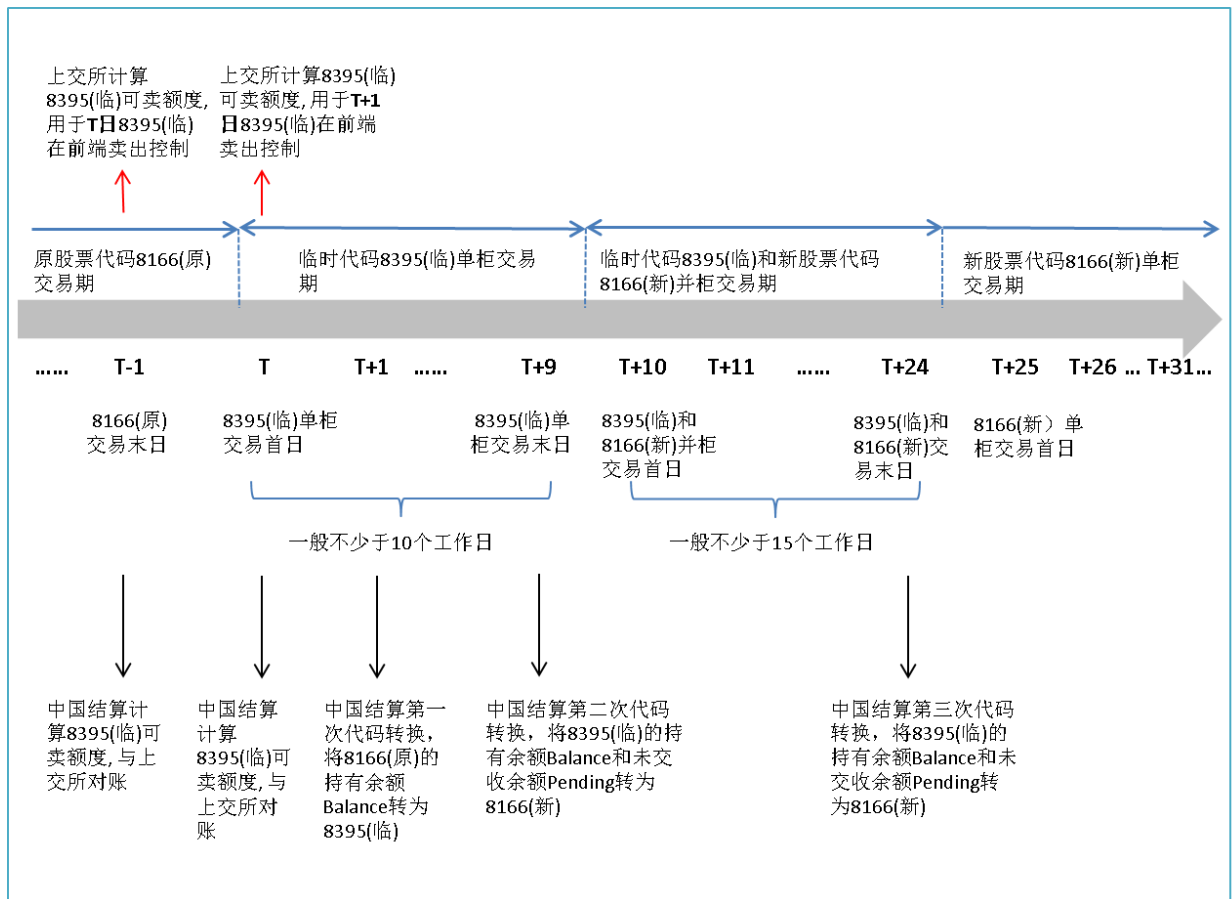 上交所计算
8395(临)可卖额度,
用于T日8395(临)
在前端卖出控制
上交所计算8395(临)
可卖额度, 用于T+1
日8395(临)在前端
卖出控制
原股票代码8166(原)
交易期
临时代码8395(临)单柜交易
期
临时代码8395(临)和新股票代码
8166(新)并柜交易期
新股票代码8166(新)单柜
交易期
...... T-1 T T+1 ...... T+9 T+10 T+11 ...... T+24 T+25 T+26 ... T+31...
8166(原)
交易末日
8395(临)单柜
交易首日
8395(临)单
柜交易末日
8395(临)和
8166(新)并柜
交易首日
8395(临)和
8166(新)交
易末日
8166(新）单
柜交易首日
一般不少于10个工作日
一般不少于15个工作日
中国结算计
算8395(临)可
卖额度, 与上
交所对账
中国结算
计算
8395(临)可
卖额度, 与
上交所对
账
中国结算第一
次代码转换，
将8166(原)的
持有余额
Balance转为
8395(临)
中国结算第二次代码
转换，将8395(临)的持
有余额Balance和未交
收余额Pending转为
8166(新)
中国结算第三次代码
转换，将8395(临)的
持有余额Balance和未
交收余额Pending转
为8166(新)